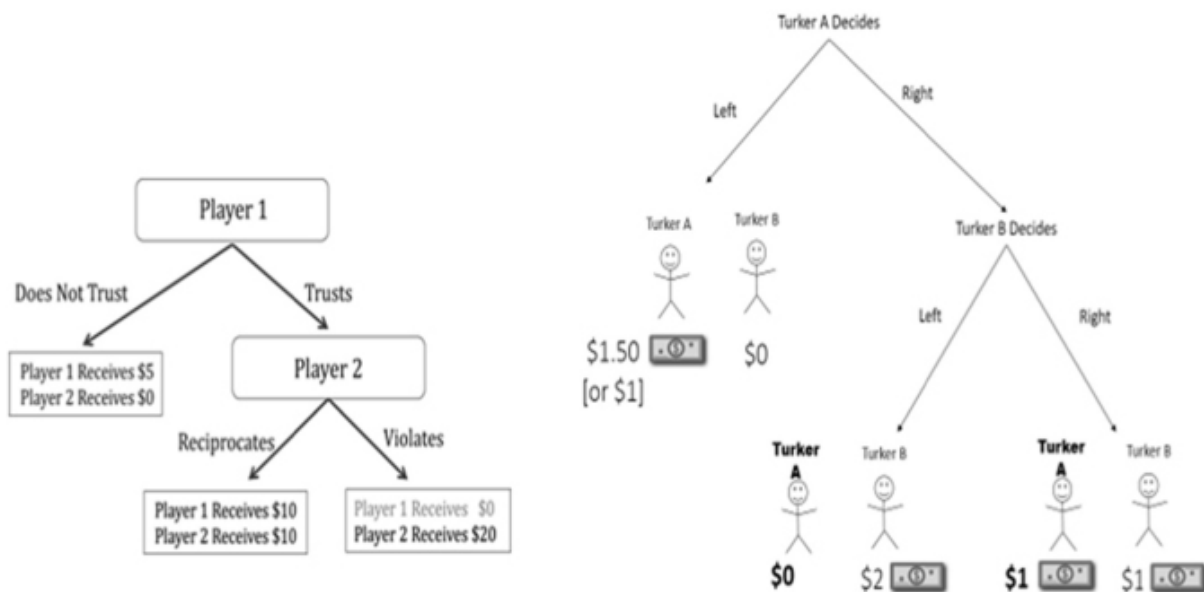 Player 1
Does Not Trust
Trusts
Player 1 Receives $5
Player 2 Receives $0
Player 2
Reciprocates
Violates
Player 1 Receives $10
Player 2 Receives $10
Player 1 Receives $0
Player 2 Receives $20
Turker A Decides
Left
Right
Turker A
Turker B
$1.50
$0
[or $1]
Turker B Decides
Left
Right
Turker
A
Turker B
$0
$2
Turker
A
Turker B
$1
$1